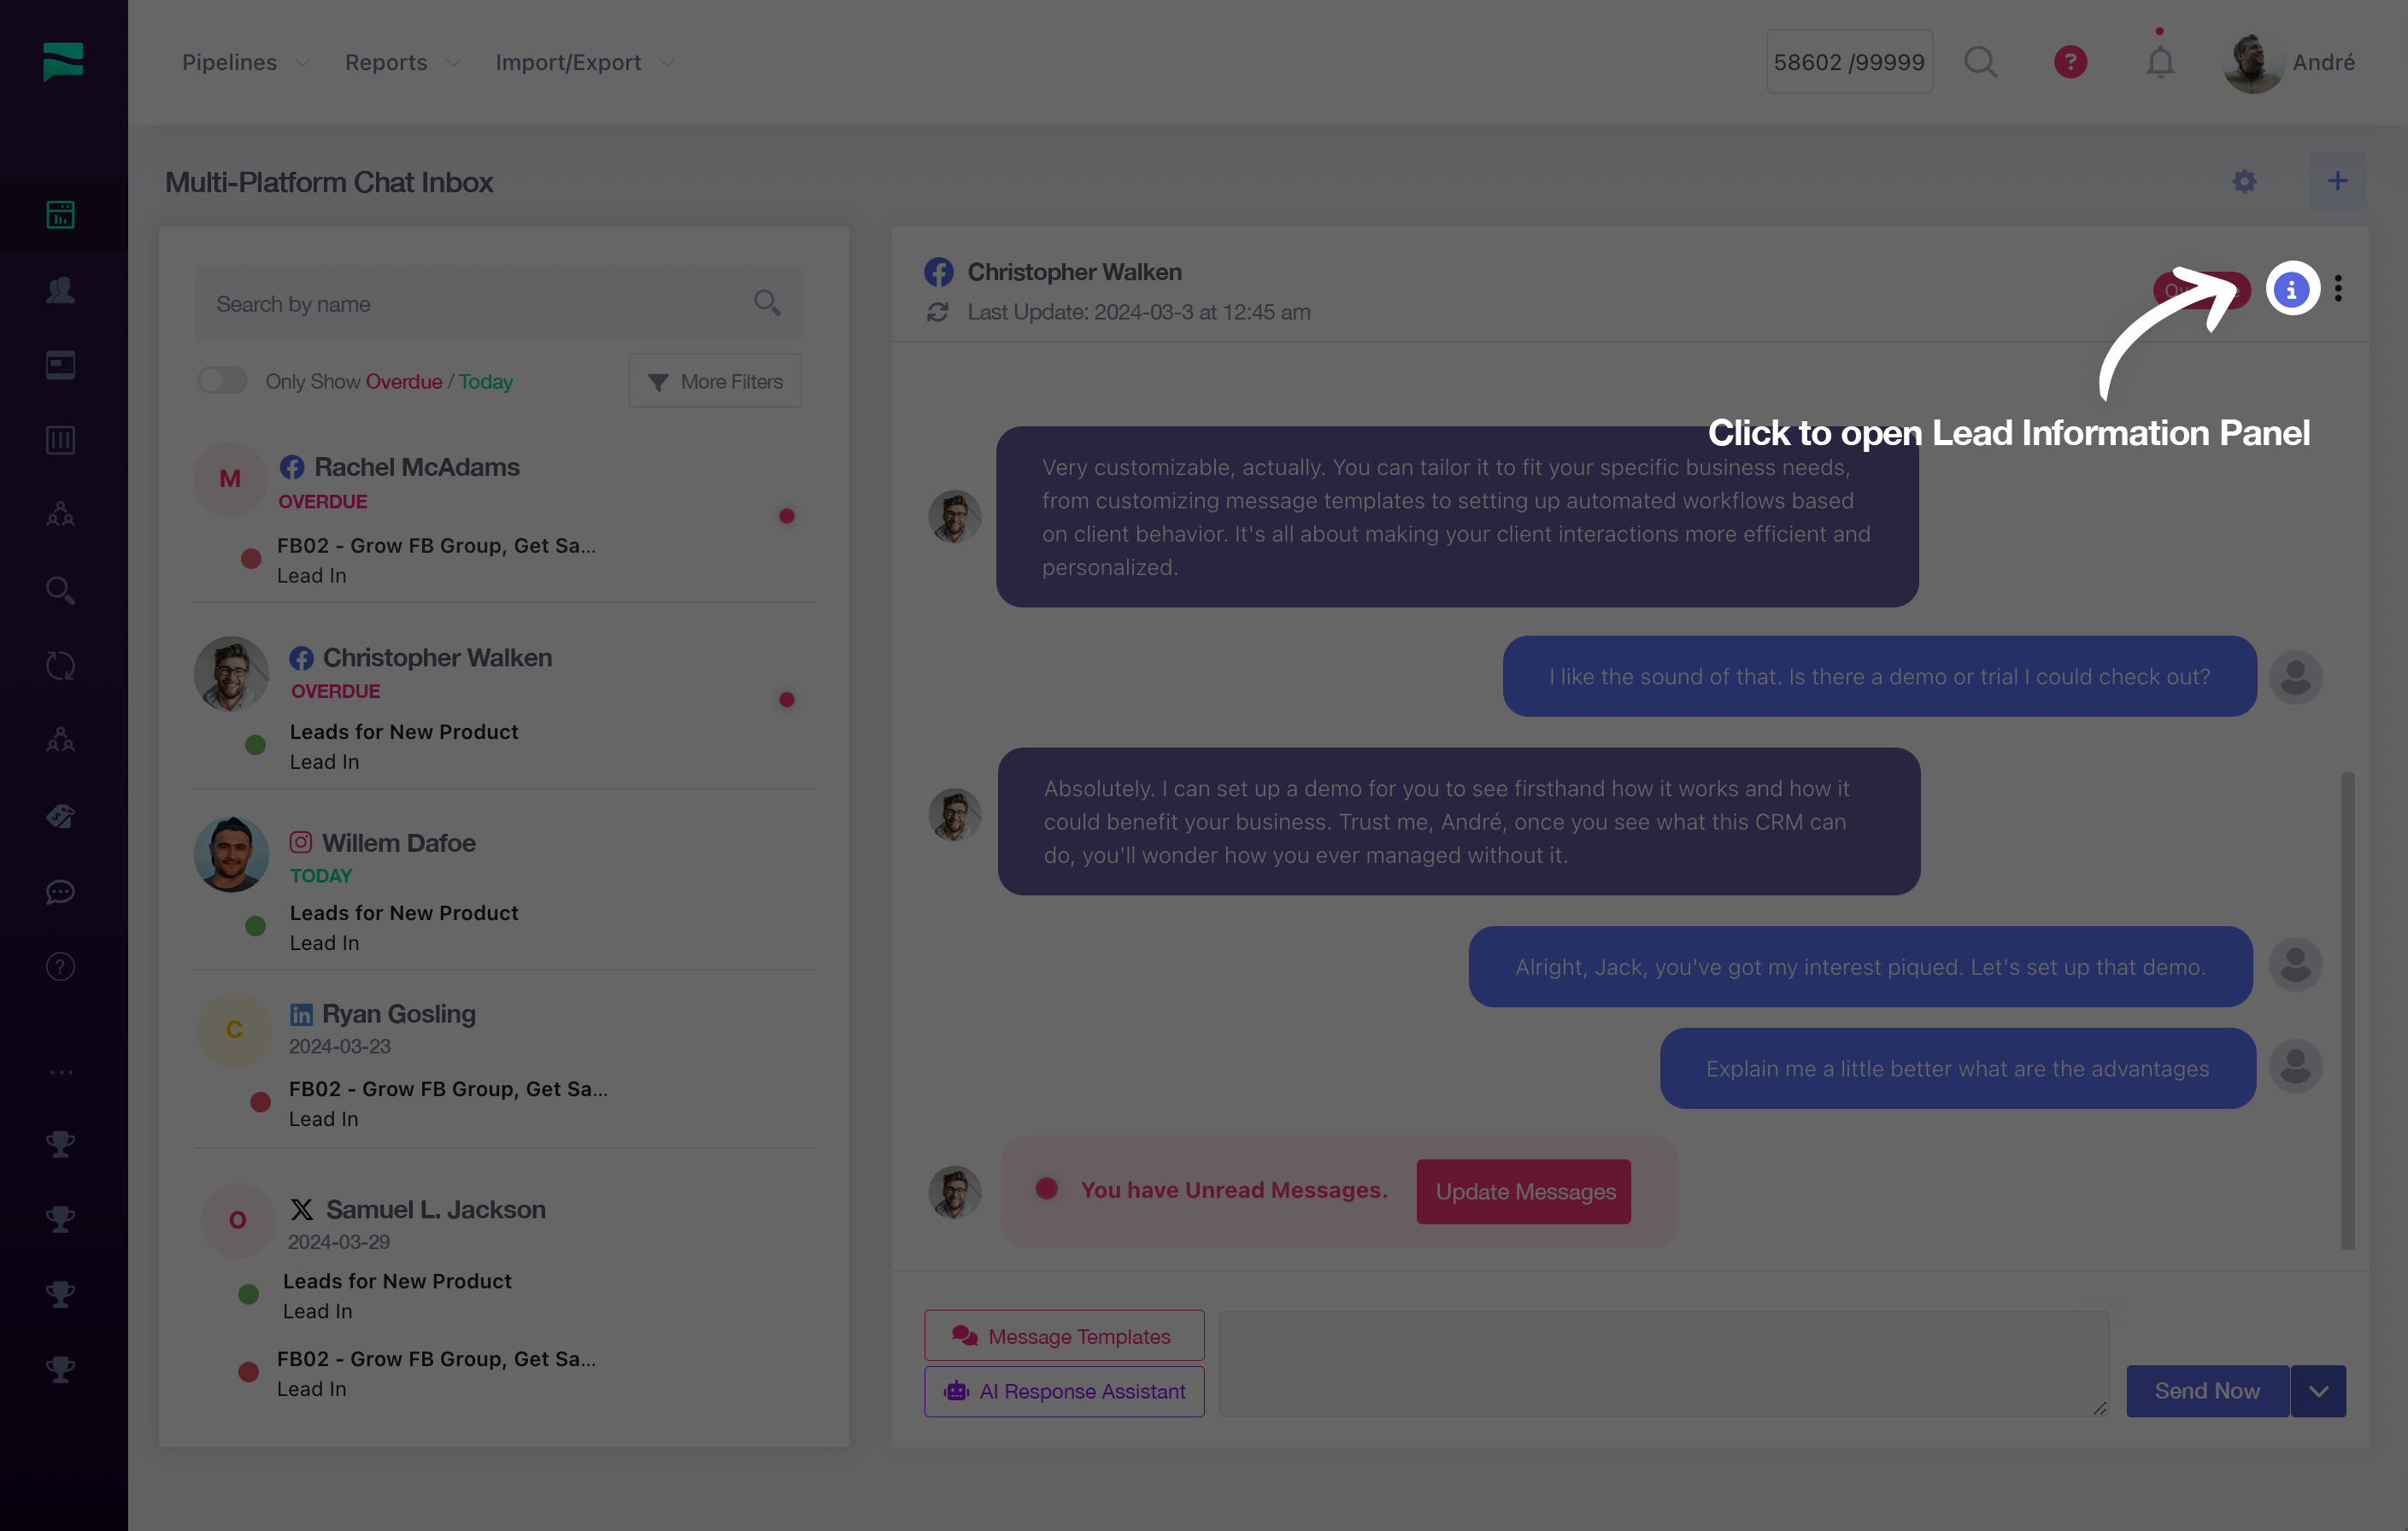 Pipelines
Reports
Import/Export
58602 /99999
?
André
Multi-Platform Chat Inbox
+
Search by name
Only Show Overdue / Today
More Filters
M
Rachel McAdams
OVERDUE
FB02 - Grow FB Group, Get Sa...
Lead In
Christopher Walken
OVERDUE
Leads for New Product
Lead In
Willem Dafoe
TODAY
Leads for New Product
Lead In
C
in
Ryan Gosling
2024-03-23
FB02 - Grow FB Group, Get Sa...
Lead In
O
X
Samuel L. Jackson
2024-03-29
Leads for New Product
Lead In
FB02 - Grow FB Group, Get Sa...
Lead In
Christopher Walken
Last Update: 2024-03-3 at 12:45 am
i
Click to open Lead Information Panel
Very customizable, actually. You can tailor it to fit your specific business needs,
from customizing message templates to setting up automated workflows based
on client behavior. It's all about making your client interactions more efficient and
personalized.
I like the sound of that. Is there a demo or trial I could check out?
Absolutely. I can set up a demo for you to see firsthand how it works and how it
could benefit your business. Trust me, André, once you see what this CRM can
do, you'll wonder how you ever managed without it.
Alright, Jack, you've got my interest piqued. Let's set up that demo.
Explain me a little better what are the advantages
You have Unread Messages.
Update Messages
Message Templates
AI Response Assistant
Send Now